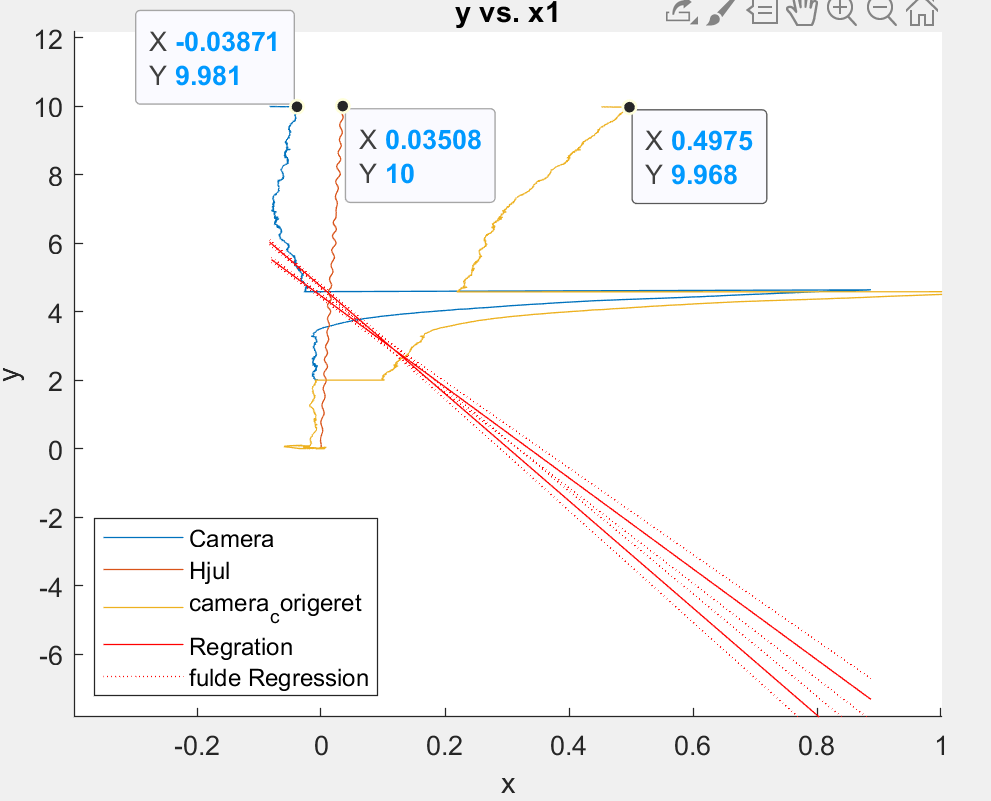 y vs. x1
X -0.03871
Y 9.981
X 0.03508
Y 10
X 0.4975
Y 9.968
12
10
8
6
4
2
0
-2
-4
-6
y
Camera
Hjul
camera_corigeret
Regration
fulde Regression
-0.2 0 0.2 0.4 0.6 0.8 1
x